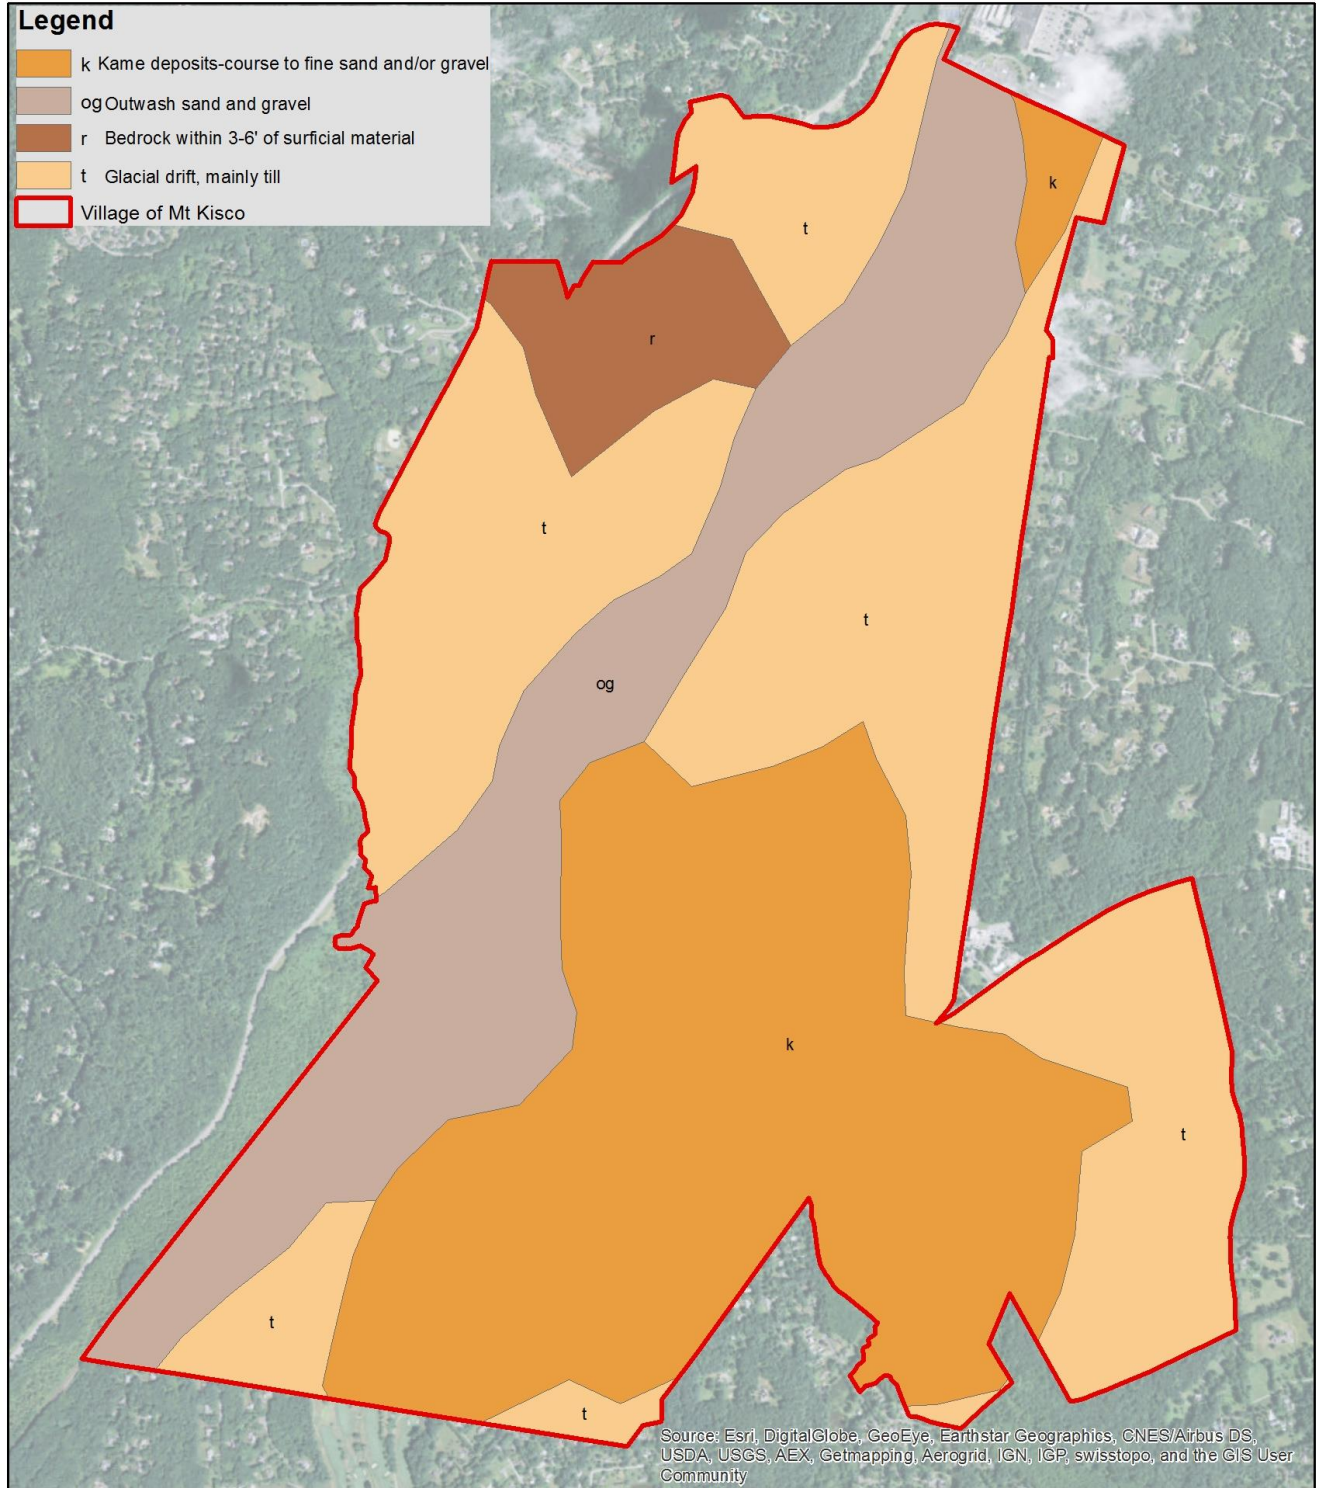 Legend
k Kame deposits-course to fine sand and/or gravel
og Outwash sand and gravel
r Bedrock within 3-6' of surficial material
t Glacial drift, mainly till
Village of Mt Kisco
k
t
r
t
t
og
k
t
t
t
Source: Esri, DigitalGlobe, GeoEye, Earthstar Geographics, CNES/Airbus DS,
USDA, USGS, AEX, Getmapping, Aerogrid, IGN, IGP, swisstopo, and the GIS User
Community